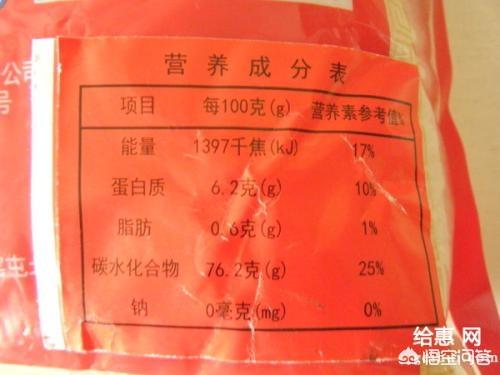 公司
号
营养成分表
项目 每100克(g) 营养素参考值%
能量 1397千焦(kJ) 17%
蛋白质 6.2克(g) 10%
脂肪 0.6克(g) 1%
碳水化合物 76.2克(g) 25%
钠 0毫克(mg) 0%
给惠 网
悟空问答